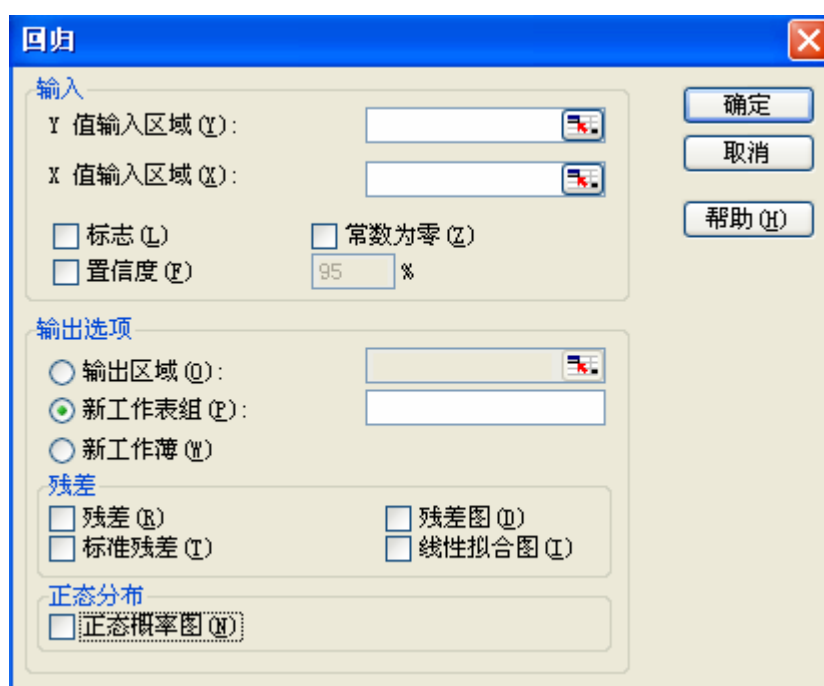 回归
输入
Y 值输入区域(Y):
X 值输入区域(X):
标志(L)
常数为零(Z)
置信度(F)
95 %
确定
取消
帮助(H)
输出选项
输出区域(O):
新工作表组(P):
新工作薄(W)
残差
残差(R)
残差图(D)
标准残差(T)
线性拟合图(I)
正态分布
正态概率图(N)